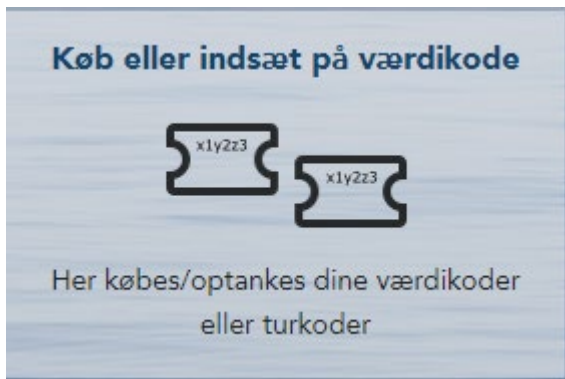 Køb eller indsæt på værdikode
x1y2z3
x1y2z3
Her købes/optankes dine værdikoder
eller turkoder